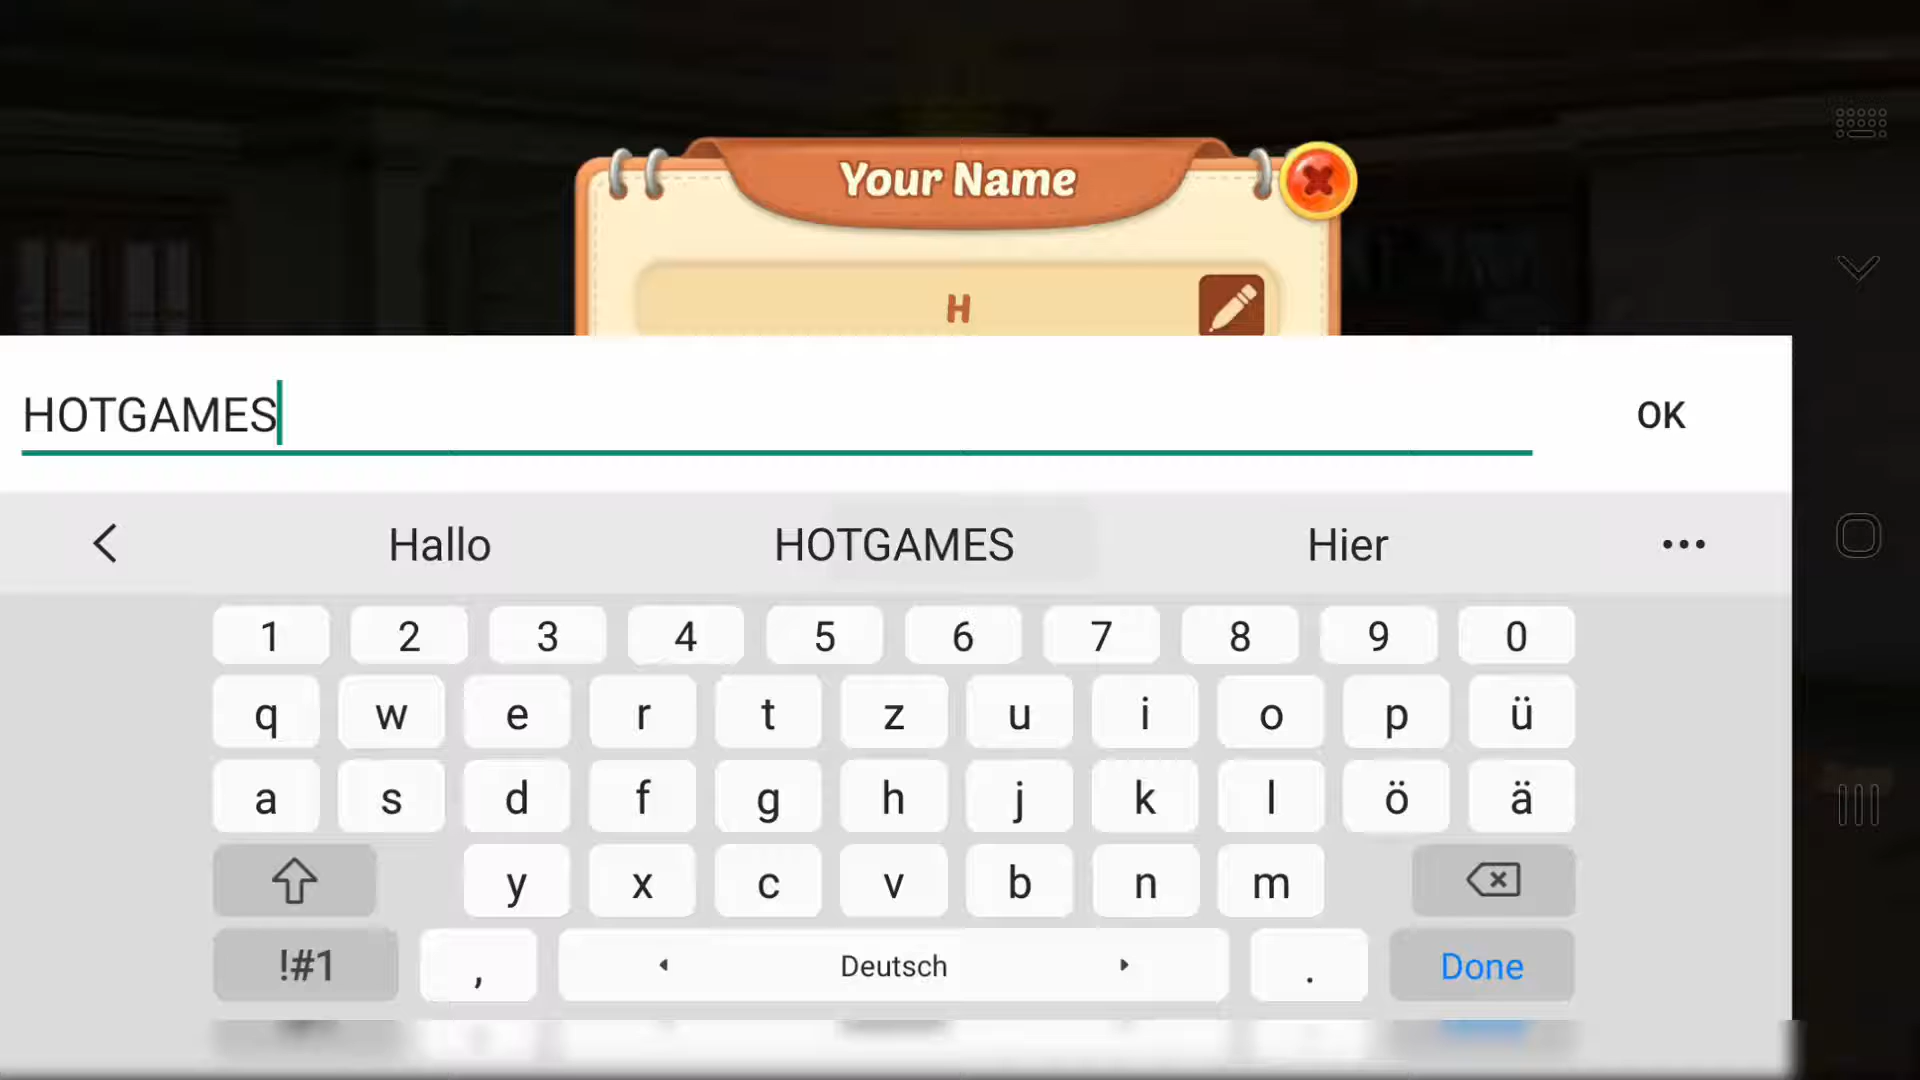 Your Name
H
HOTGAMES
OK
Hallo HOTGAMES Hier
1 2 3 4 5 6 7 8 9 0
q w e r t z u i o p ü
a s d f g h j k l ö ä
y x c v b n m
!#1 , Deutsch . Done